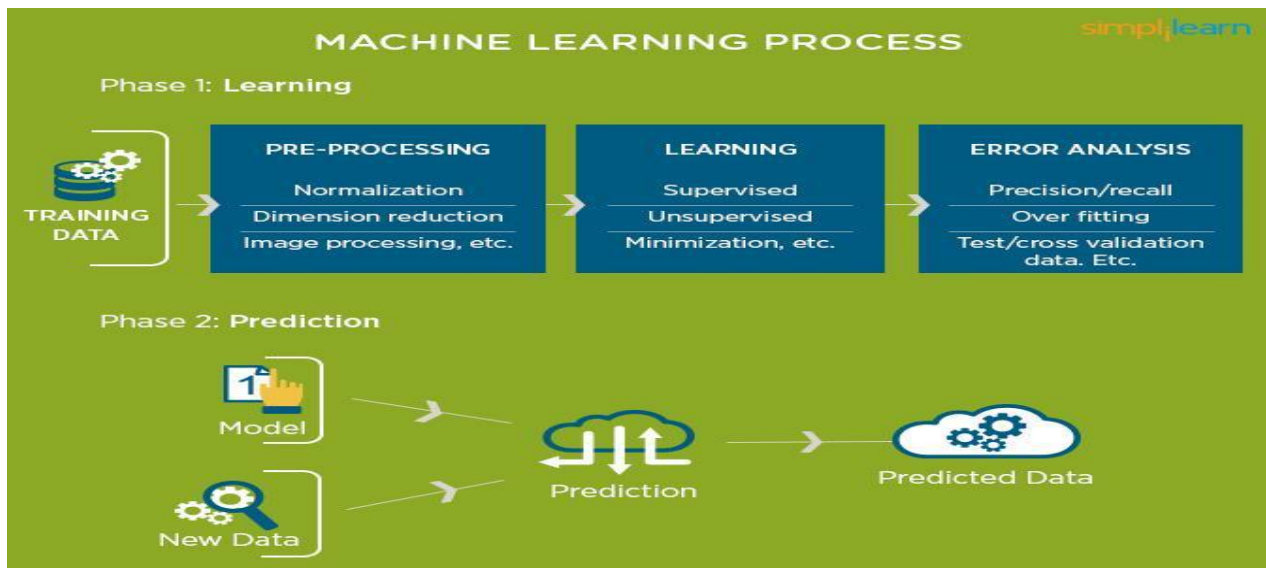 simplilearn
MACHINE LEARNING PROCESS
Phase 1: Learning
TRAINING
DATA
PRE-PROCESSING
Normalization
Dimension reduction
Image processing, etc.
LEARNING
Supervised
Unsupervised
Minimization, etc.
ERROR ANALYSIS
Precision/recall
Over fitting
Test/cross validation
data. Etc.
Phase 2: Prediction
1
Model
New Data
Prediction
Predicted Data